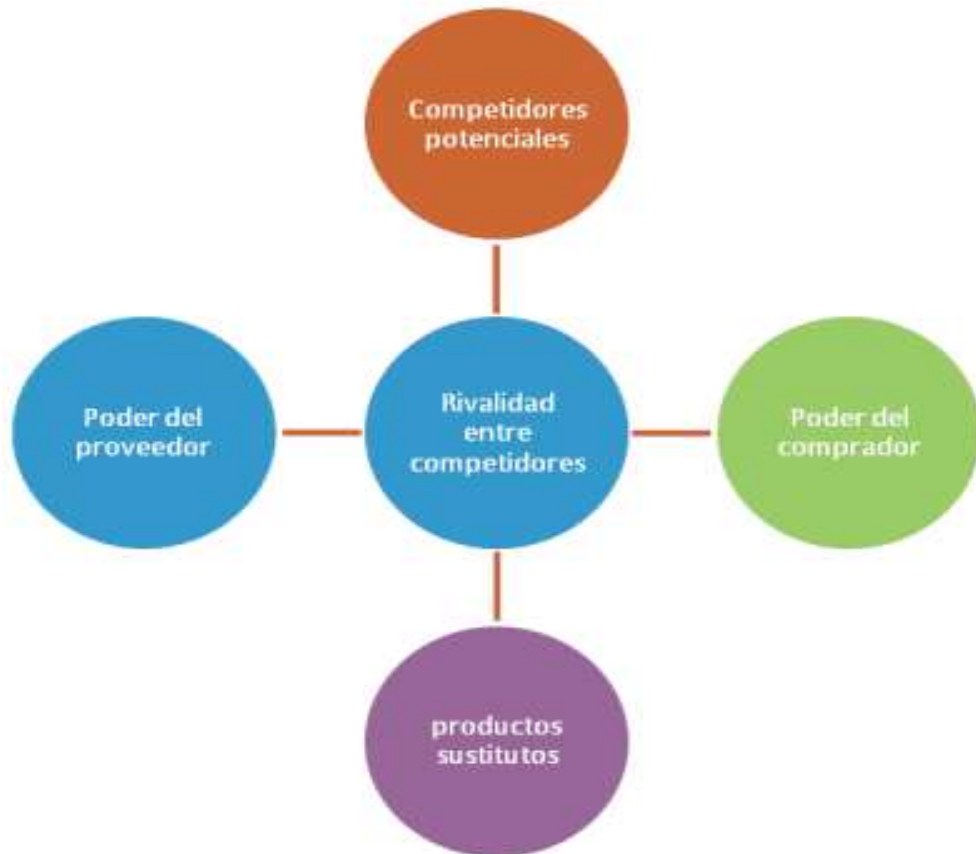 Competidores
potenciales
Poder del
proveedor
Rivalidad
entre
competidores
Poder del
comprador
productos
sustitutos